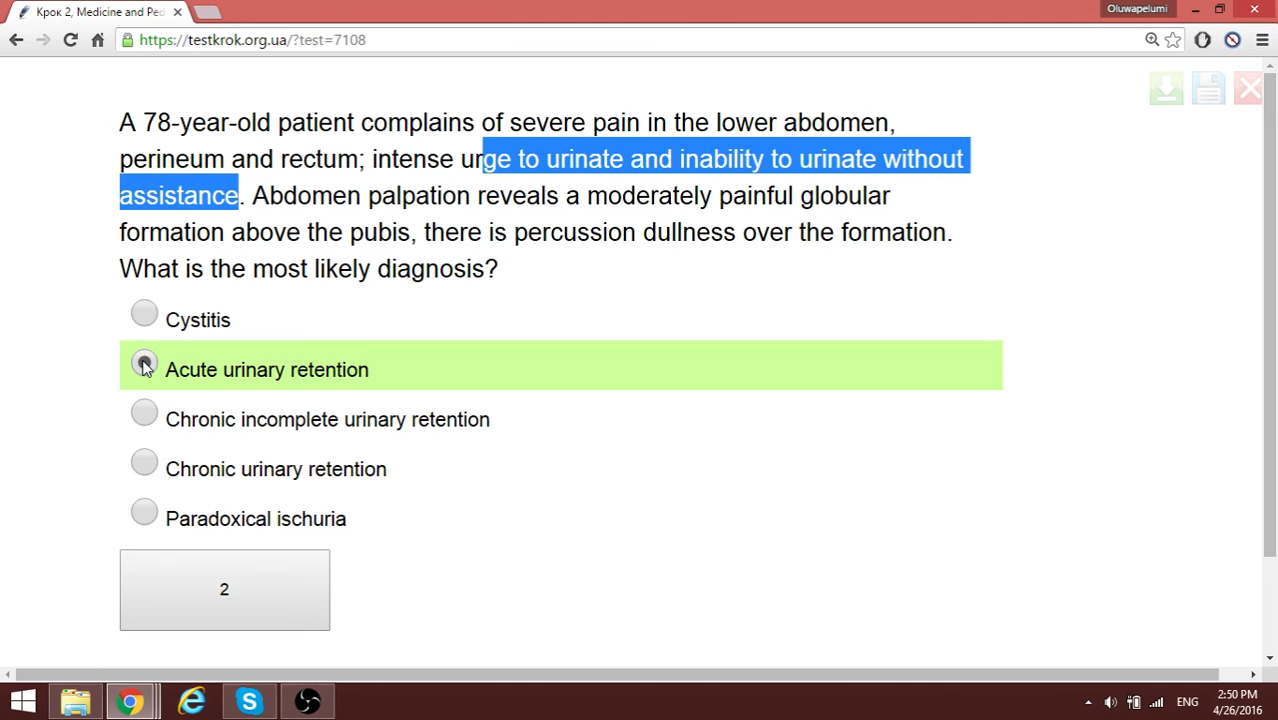 Крок 2, Medicine and Ped
Oluwapelumi
https://testkrok.org.ua/?test=7108
A 78-year-old patient complains of severe pain in the lower abdomen,
perineum and rectum; intense urge to urinate and inability to urinate without
assistance. Abdomen palpation reveals a moderately painful globular
formation above the pubis, there is percussion dullness over the formation.
What is the most likely diagnosis?
Cystitis
Acute urinary retention
Chronic incomplete urinary retention
Chronic urinary retention
Paradoxical ischuria
2
ENG
2:50 PM
4/26/2016